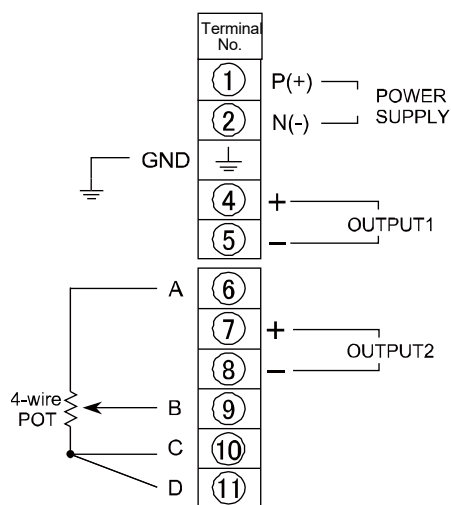 Terminal
No.
1 P(+)
POWER
SUPPLY
2 N(-)
GND
4 +
OUTPUT1
5 −
A 6
7 +
OUTPUT2
8 −
4-wire
POT
B 9
C 10
D 11